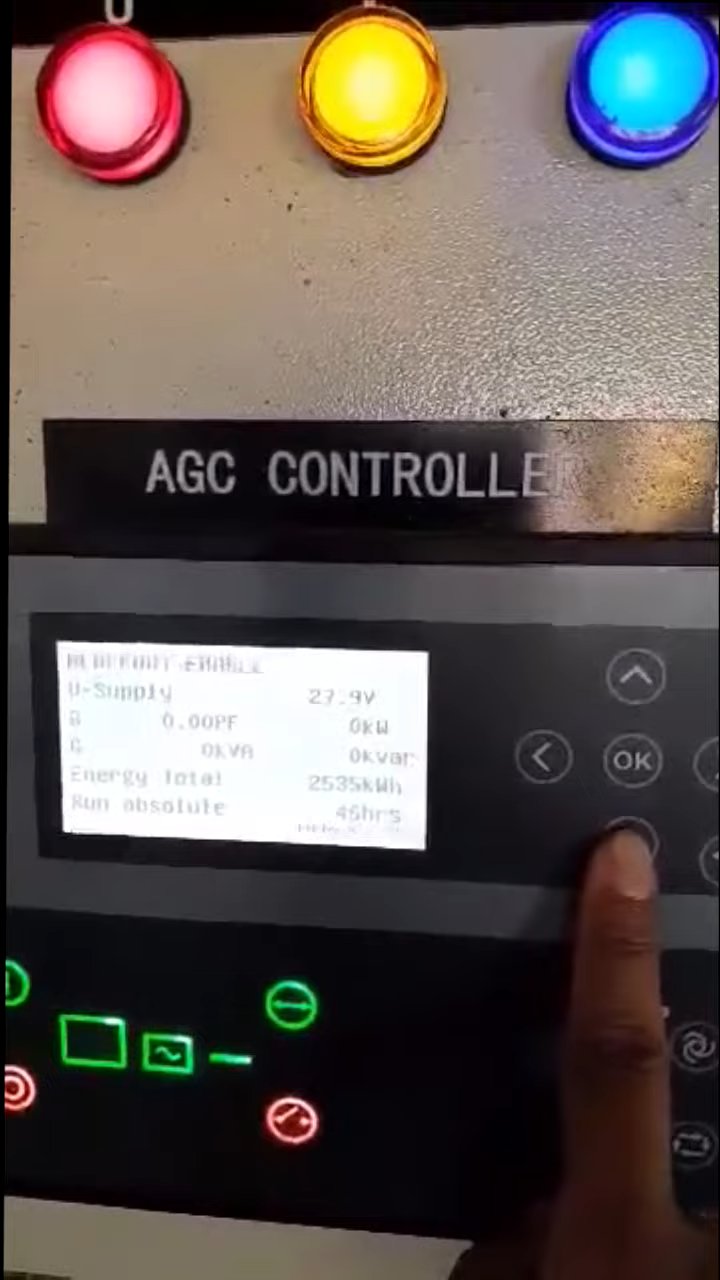 U
AGC CONTROLLER
U-Supply 27.9V
B 0.00PF 0kW
G 0kVA 0kvar
Energy Total 2535kWh
Run absolute 46hrs
OK